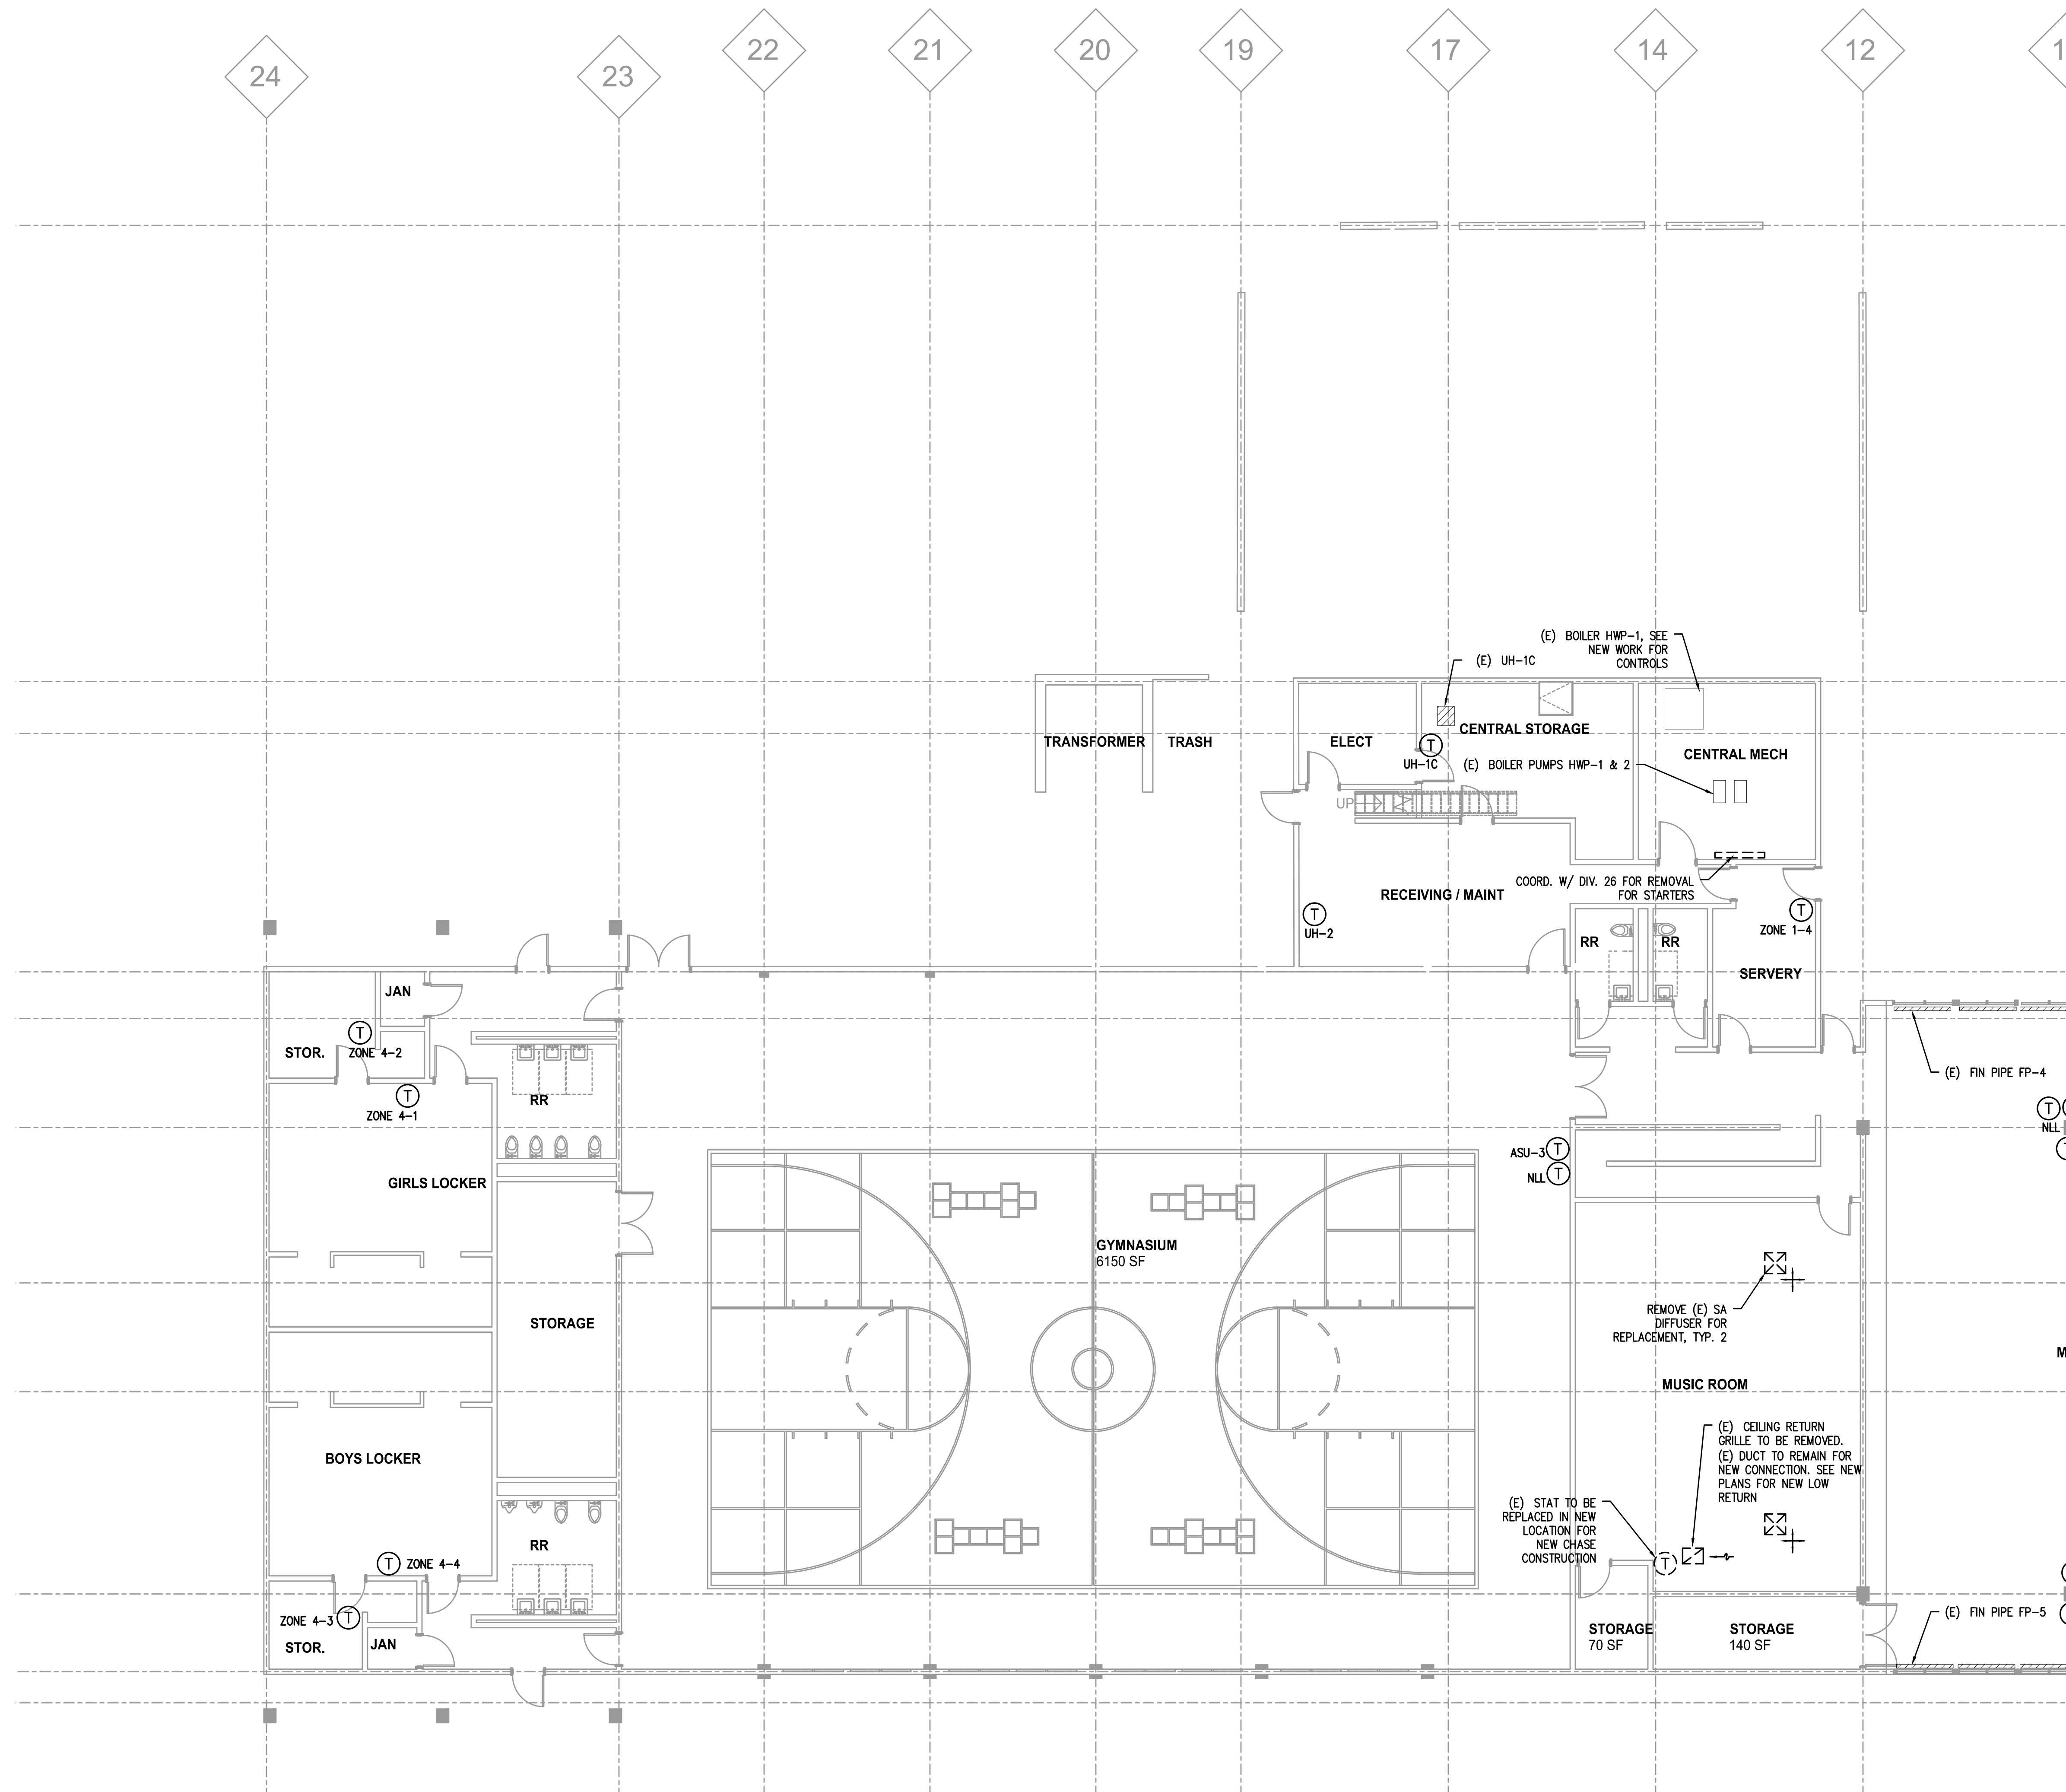 24
23
22
21
20
19
17
14
12
1
(E) BOILER HWP-1, SEE
NEW WORK FOR
CONTROLS
(E) UH-1C
TRANSFORMER
TRASH
ELECT
T
UH-1C
CENTRAL STORAGE
CENTRAL MECH
(E) BOILER PUMPS HWP-1 & 2
UP
COORD. W/ DIV. 26 FOR REMOVAL
FOR STARTERS
RECEIVING / MAINT
T
UH-2
RR
RR
T
ZONE 1-4
SERVERY
JAN
T
STOR.
ZONE 4-2
T
ZONE 4-1
RR
(E) FIN PIPE FP-4
T
NLL
ASU-3 T
NLL T
GIRLS LOCKER
GYMNASIUM
6150 SF
STORAGE
REMOVE (E) SA
DIFFUSER FOR
REPLACEMENT, TYP. 2
M
MUSIC ROOM
(E) CEILING RETURN
GRILLE TO BE REMOVED.
(E) DUCT TO REMAIN FOR
NEW CONNECTION. SEE NEW
PLANS FOR NEW LOW
RETURN
BOYS LOCKER
(E) STAT TO BE
REPLACED IN NEW
LOCATION FOR
NEW CHASE
CONSTRUCTION
T
RR
T ZONE 4-4
ZONE 4-3 T
STOR.
JAN
(E) FIN PIPE FP-5
STORAGE
70 SF
STORAGE
140 SF